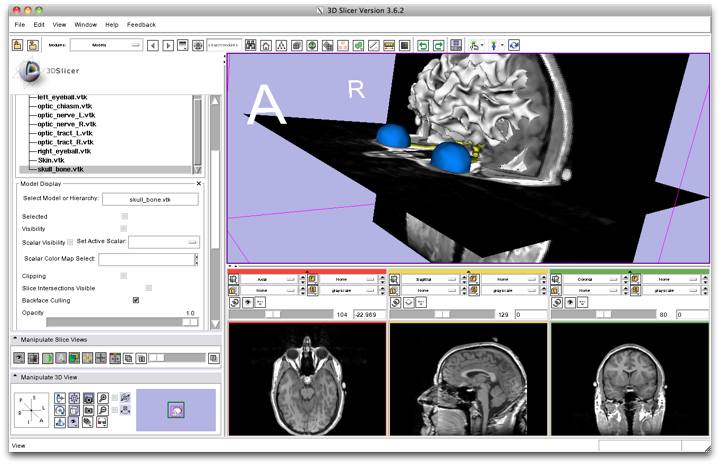 3D Slicer Version 3.6.2
File Edit View Window Help Feedback
Modules: Models
3DSlicer
left_eyeball.vtk
optic_chiasm.vtk
optic_nerve_L.vtk
optic_nerve_R.vtk
optic_tract_L.vtk
optic_tract_R.vtk
right_eyeball.vtk
Skin.vtk
skull_bone.vtk
Model Display
Select Model or Hierarchy: skull_bone.vtk
Selected
Visibility
Scalar Visibility Set Active Scalar:
Scalar Color Map Select:
Clipping
Slice Intersections Visible
Backface Culling
Opacity 1.0
Manipulate Slice Views
Manipulate 3D View
P S L
R I A
View
A R
Axial None Sagittal None Coronal None
None grayscale None grayscale None grayscale
104 -22.969 129 0 80 0